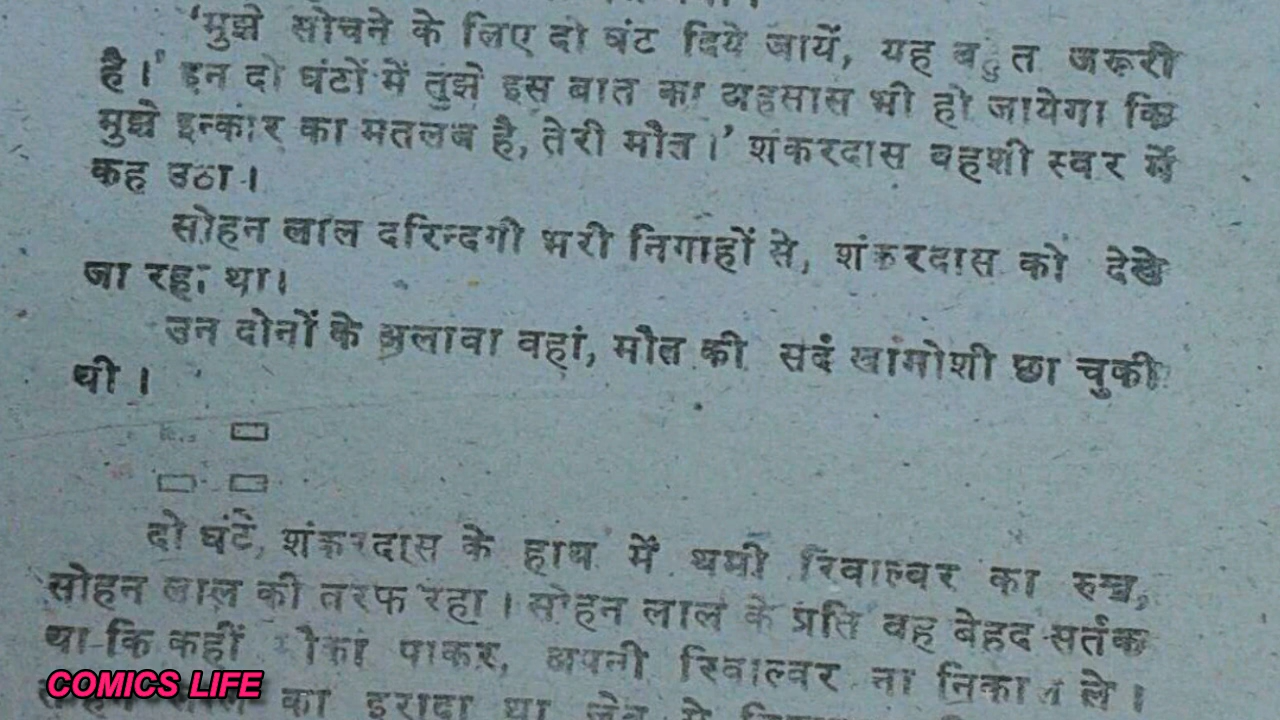 'मुझे सोचने के लिए दो घंट दिये जायें, यह बहुत जरूरी
है।' इन दो घंटों में तुझे इस बात का अहसास भी हो जायेगा कि
मुझे इन्कार का मतलब है, तेरी मौत।' शंकरदास वहशी स्वर में
कह उठा।
सोहन लाल दरिन्दगी भरी निगाहों से, शंकरदास को देखे
जा रहा था।
उन दोनों के अलावा वहां, मौत की सर्द खामोशी छा चुकी
थी।
दो घंटे, शंकरदास के हाथ में थमी रिवाल्वर का रुख,
सोहन लाल की तरफ रहा। सोहन लाल के प्रति वह बेहद सतंक
था कि कहीं पाकर, अपनी रिवाल्वर ना निकाल ले।
का इरादा था जेब से
COMICS LIFE